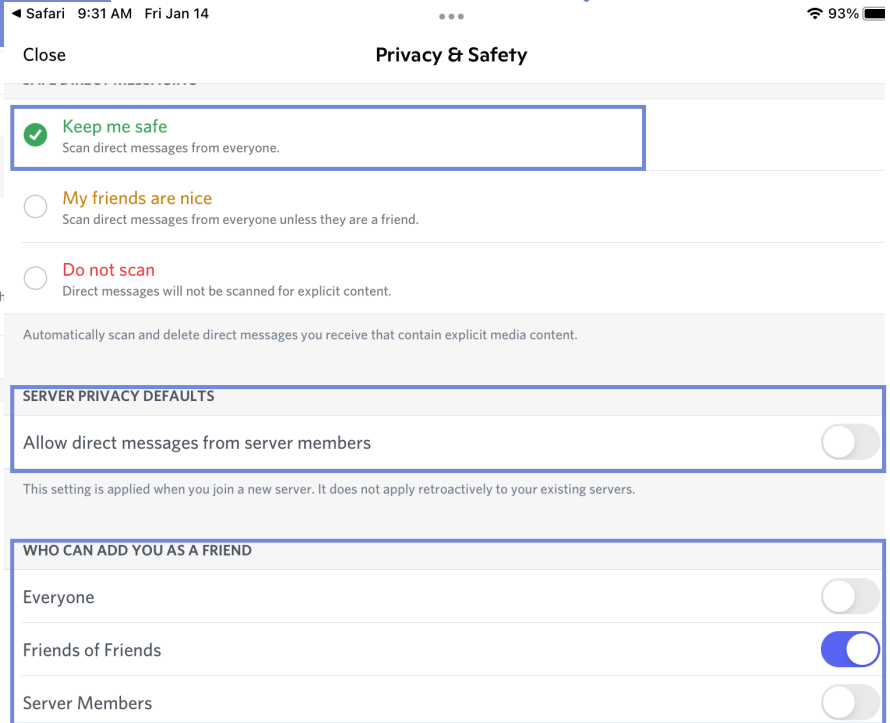 ◀ Safari 9:31 AM Fri Jan 14 93%
Close Privacy & Safety
SAFE DIRECT MESSAGING
Keep me safe
Scan direct messages from everyone.
My friends are nice
Scan direct messages from everyone unless they are a friend.
Do not scan
Direct messages will not be scanned for explicit content.
Automatically scan and delete direct messages you receive that contain explicit media content.
SERVER PRIVACY DEFAULTS
Allow direct messages from server members
This setting is applied when you join a new server. It does not apply retroactively to your existing servers.
WHO CAN ADD YOU AS A FRIEND
Everyone
Friends of Friends
Server Members